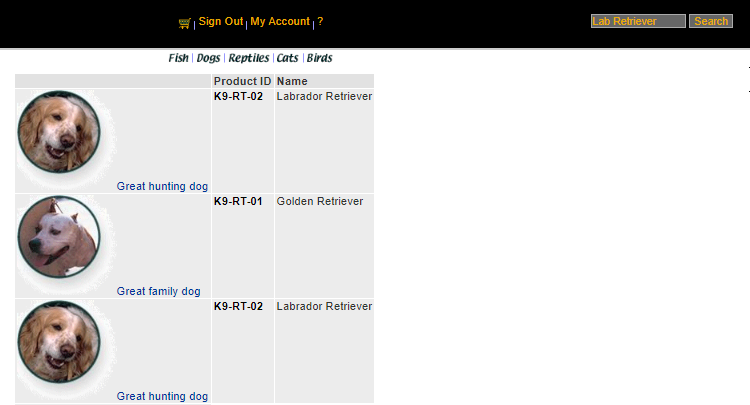 Sign Out | My Account | ?
Lab Retriever Search
Fish | Dogs | Reptiles | Cats | Birds
Product ID Name
Great hunting dog K9-RT-02 Labrador Retriever
Great family dog K9-RT-01 Golden Retriever
Great hunting dog K9-RT-02 Labrador Retriever